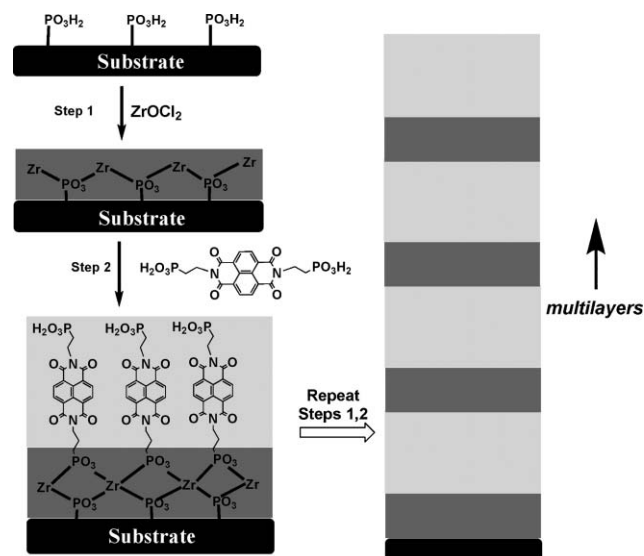 PO₃H₂ PO₃H₂ PO₃H₂
Substrate
Step 1 ZrOCl₂
Zr Zr Zr Zr
PO₃ PO₃ PO₃
Substrate
Step 2
H₂O₃P N O O O O N PO₃H₂
H₂O₃P H₂O₃P H₂O₃P
N N N
O O O O O O
O O O O O O
N N N
PO₃ PO₃ PO₃
Zr Zr Zr Zr
PO₃ PO₃ PO₃
Substrate
Repeat
Steps 1,2
multilayers